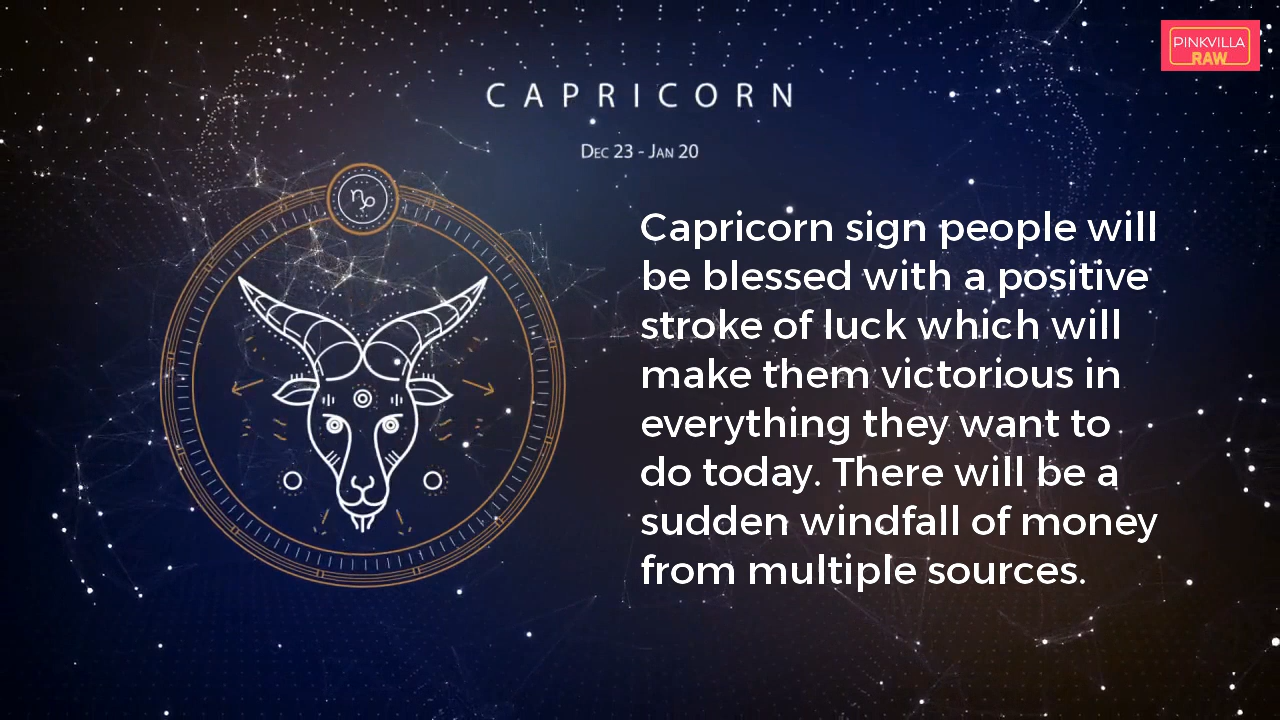 PINKVILLA
RAW
CAPRICORN
Dec 23 - Jan 20
Capricorn sign people will
be blessed with a positive
stroke of luck which will
make them victorious in
everything they want to
do today. There will be a
sudden windfall of money
from multiple sources.